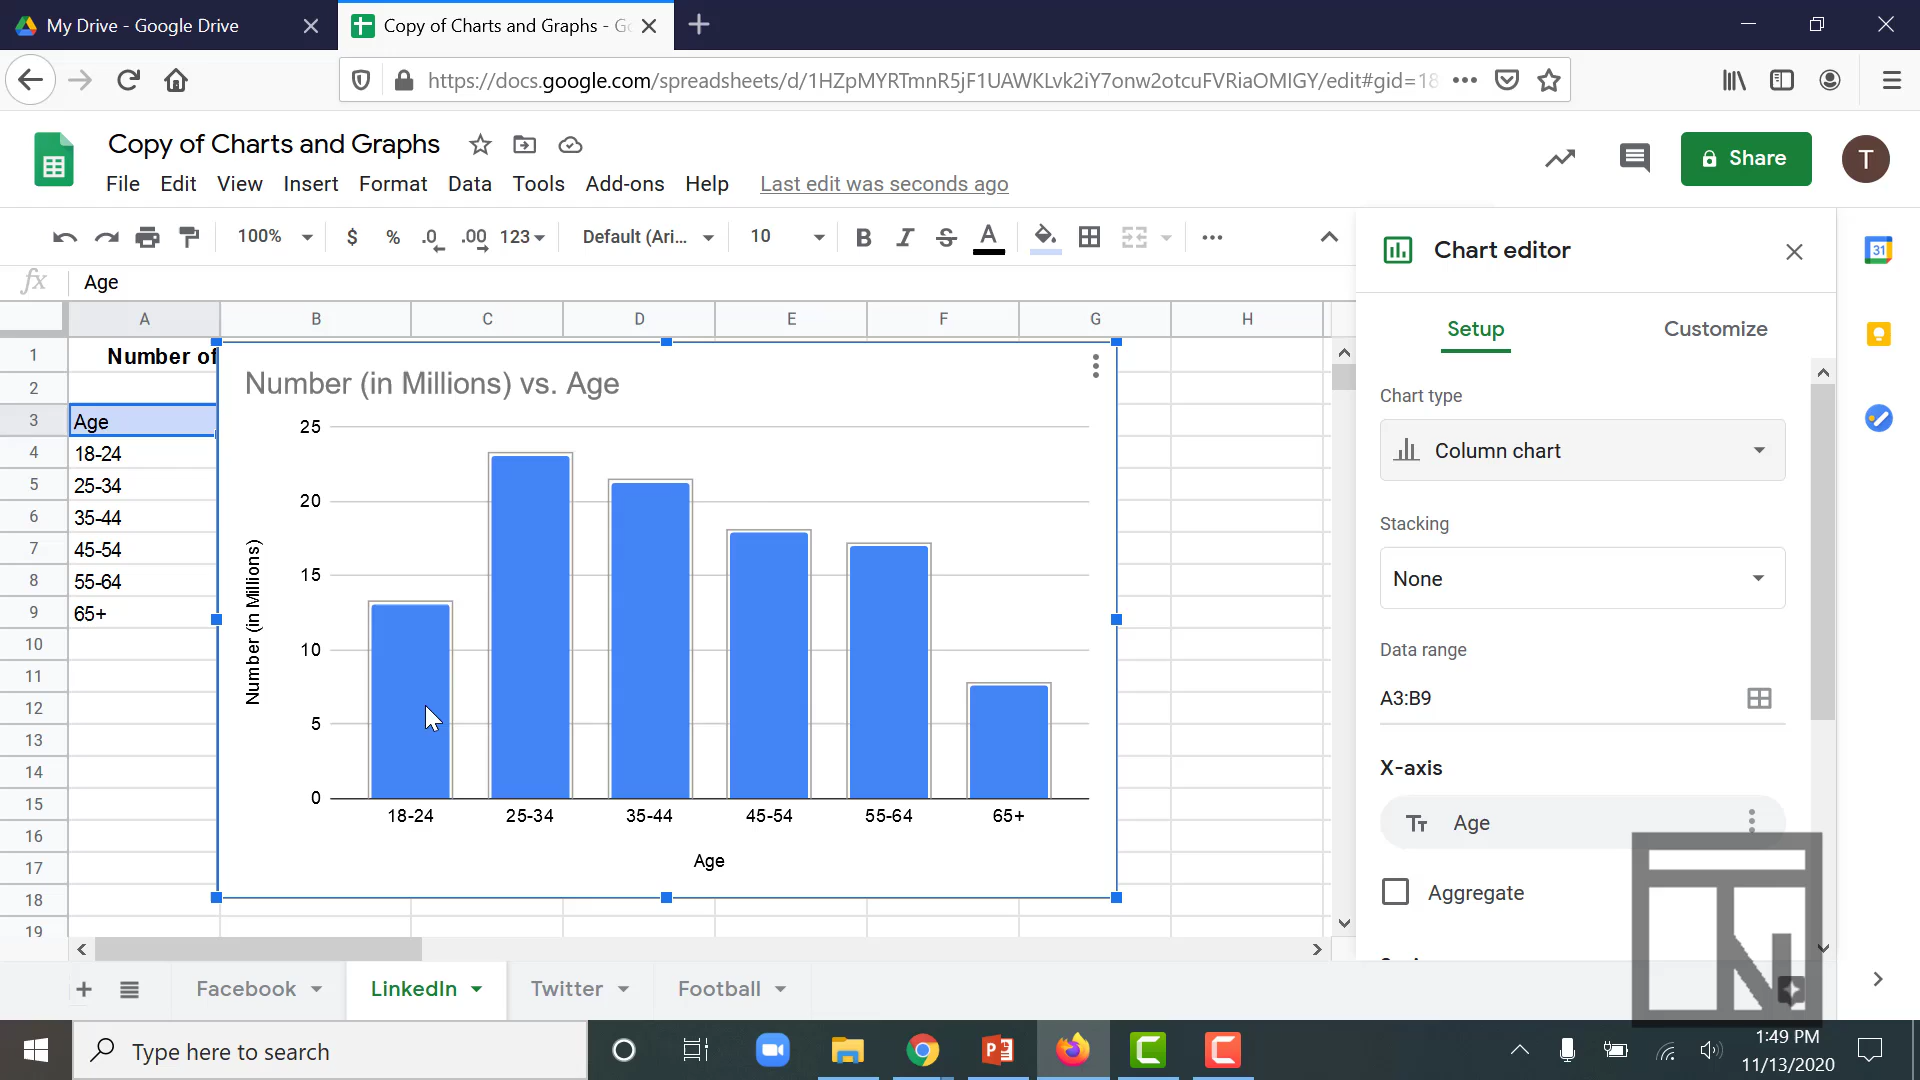 My Drive - Google Drive
Copy of Charts and Graphs - Go
https://docs.google.com/spreadsheets/d/1HZpMYRTmnR5jF1UAWKLvk2iY7onw2otcuFVRiaOMIGY/edit#gid=18
Copy of Charts and Graphs
Share
T
File Edit View Insert Format Data Tools Add-ons Help Last edit was seconds ago
100% $ % .0 .00 123 Default (Ari... 10 B I S A
Chart editor
31
fx Age
A B C D E F G H
Setup Customize
1 Number of
2
3 Age
4 18-24
5 25-34
6 35-44
7 45-54
8 55-64
9 65+
10
11
12
13
14
15
16
17
18
19
Number (in Millions) vs. Age
25
20
15
10
5
0
Number (in Millions)
18-24 25-34 35-44 45-54 55-64 65+
Age
Chart type
Column chart
Stacking
None
Data range
A3:B9
X-axis
Tт Age
Aggregate
Facebook LinkedIn Twitter Football
TN
Type here to search
1:49 PM
11/13/2020